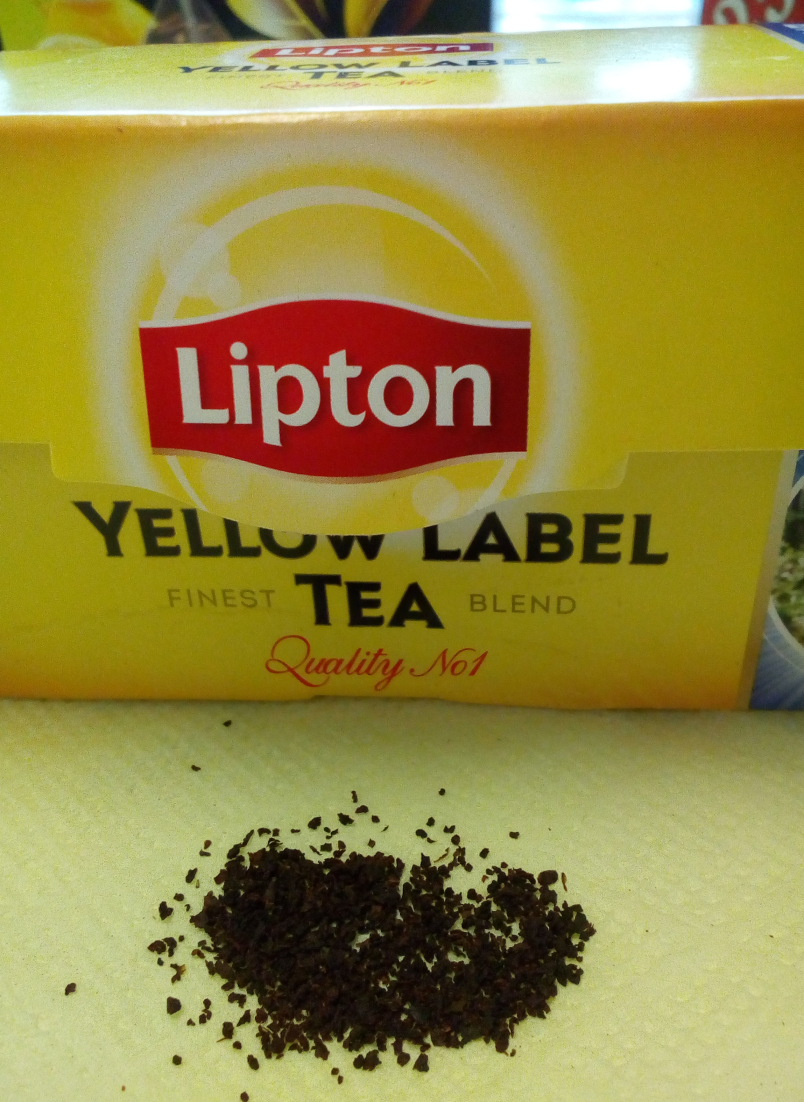 Lipton
YELLOW LABEL
TEA
Quality No1
Lipton
YELLOW LABEL
FINEST TEA BLEND
Quality No1